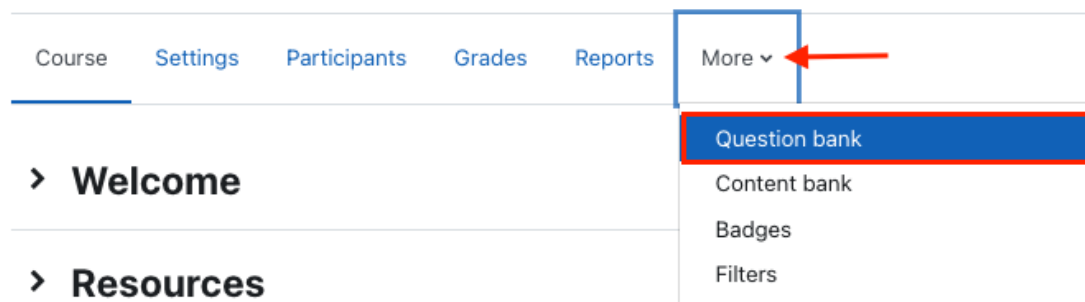 Course Settings Participants Grades Reports More
Question bank
Welcome
Content bank
Badges
Filters
Resources